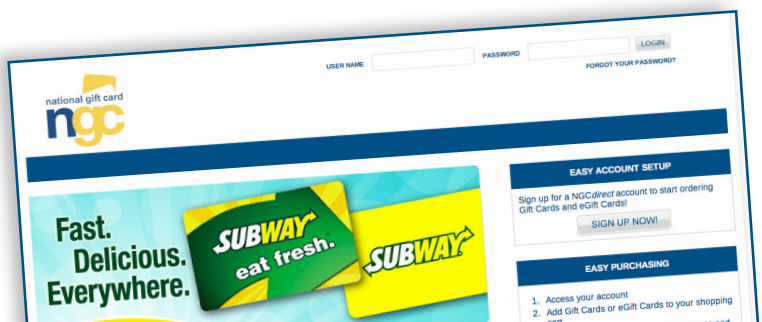 USER NAME
PASSWORD
LOGIN
FORGOT YOUR PASSWORD?
national gift card
ngc
Fast.
Delicious.
Everywhere.
SUBWAY
eat fresh.
SUBWAY
EASY ACCOUNT SETUP
Sign up for a NGCdirect account to start ordering
Gift Cards and eGift Cards!
SIGN UP NOW!
EASY PURCHASING
1. Access your account
2. Add Gift Cards or eGift Cards to your shopping